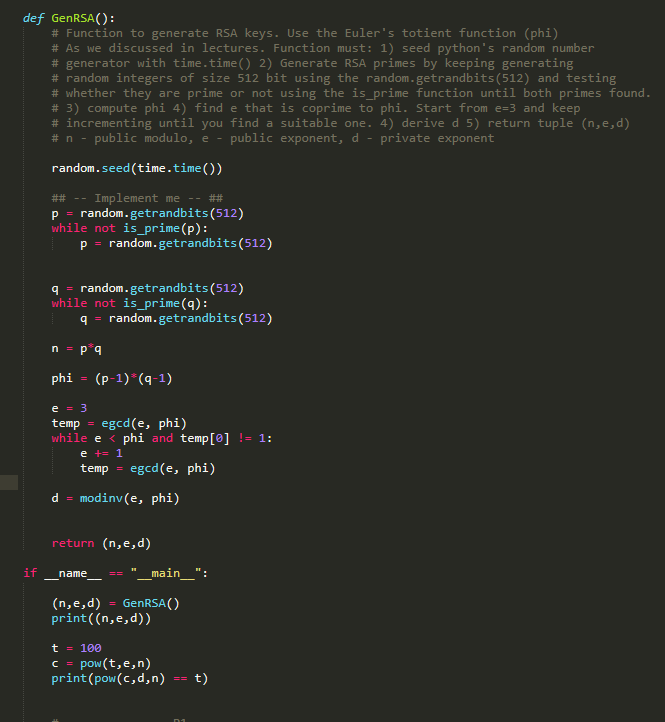 def GenRSA():
# Function to generate RSA keys. Use the Euler's totient function (phi)
# As we discussed in lectures. Function must: 1) seed python's random number
# generator with time.time() 2) Generate RSA primes by keeping generating
# random integers of size 512 bit using the random.getrandbits(512) and testing
# whether they are prime or not using the is_prime function until both primes found.
# 3) compute phi 4) find e that is coprime to phi. Start from e=3 and keep
# incrementing until you find a suitable one. 4) derive d 5) return tuple (n,e,d)
# n - public modulo, e - public exponent, d - private exponent
random.seed(time.time())
## -- Implement me -- ##
p = random.getrandbits(512)
while not is_prime(p):
p = random.getrandbits(512)
q = random.getrandbits(512)
while not is_prime(q):
q = random.getrandbits(512)
n = p*q
phi = (p-1)*(q-1)
e = 3
temp = egcd(e, phi)
while e < phi and temp[0] != 1:
e += 1
temp = egcd(e, phi)
d = modinv(e, phi)
return (n,e,d)
if __name__ == "__main__":
(n,e,d) = GenRSA()
print((n,e,d))
t = 100
c = pow(t,e,n)
print(pow(c,d,n) == t)